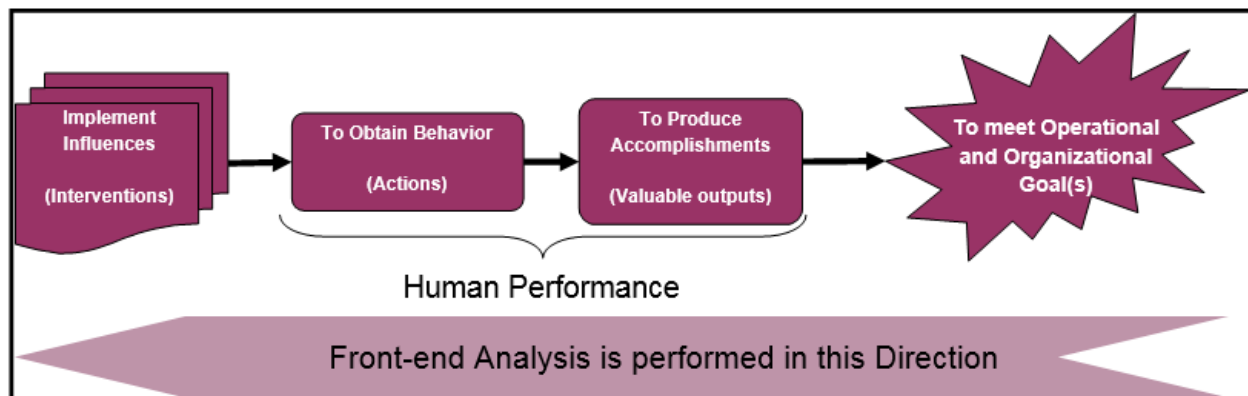 Implement
Influences
(Interventions)
To Obtain Behavior
(Actions)
To Produce
Accomplishments
(Valuable outputs)
To meet Operational
and Organizational
Goal(s)
Human Performance
Front-end Analysis is performed in this Direction